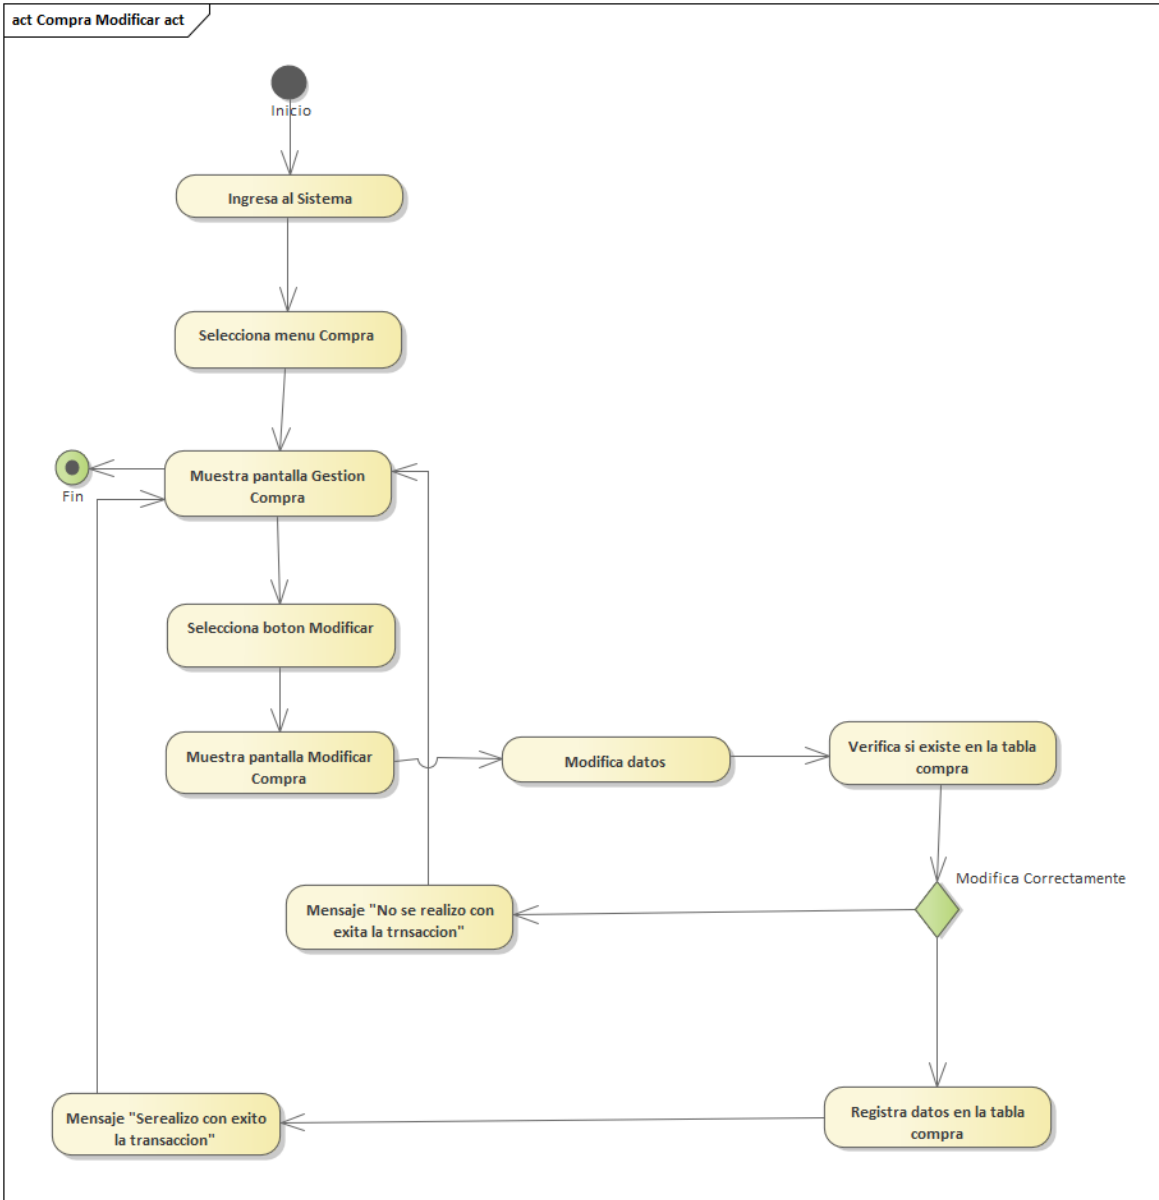 act Compra Modificar act
Inicio
Ingresa al Sistema
Selecciona menu Compra
Muestra pantalla Gestion
Compra
Fin
Selecciona boton Modificar
Muestra pantalla Modificar
Compra
Modifica datos
Verifica si existe en la tabla
compra
Modifica Correctamente
Mensaje "No se realizo con
exita la trnsaccion"
Registra datos en la tabla
compra
Mensaje "Serealizo con exito
la transaccion"